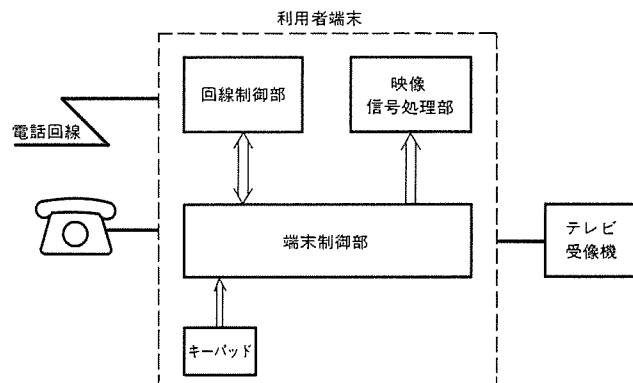 利用者端末
回線制御部
映像
信号処理部
電話回線
端末制御部
テレビ
受像機
キーパッド